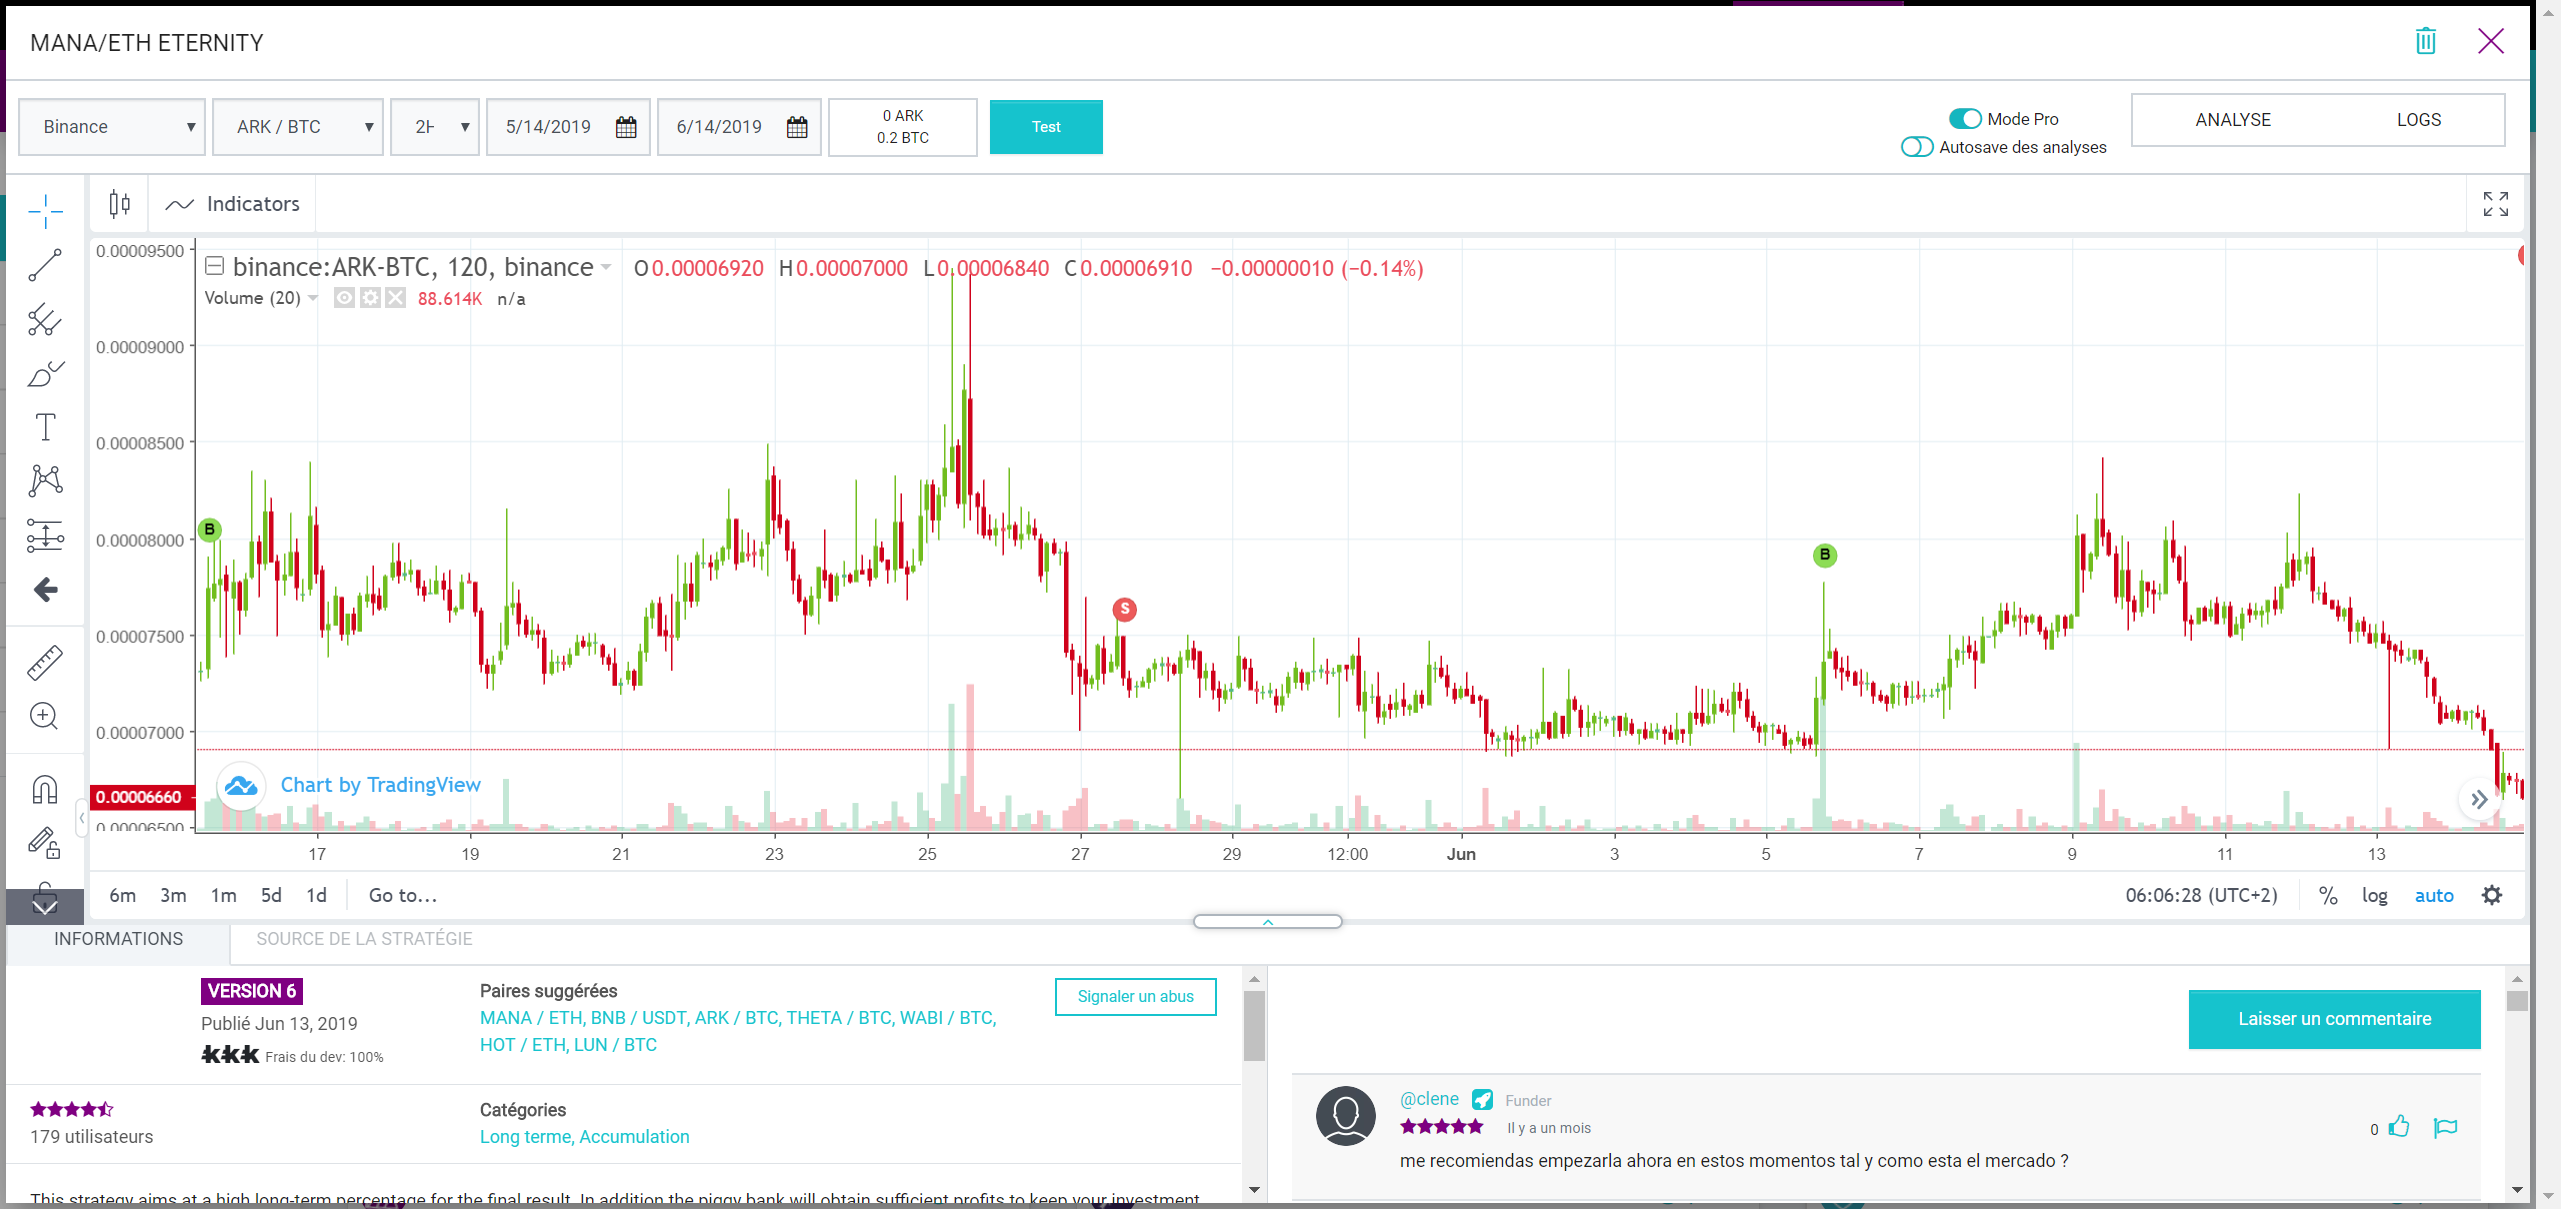 MANA/ETH ETERNITY
Binance
ARK / BTC
5/14/2019
6/14/2019
0 ARK
0.2 BTC
Test
Mode Pro
Autosave des analyses
ANALYSE
LOGS
Indicators
binance:ARK-BTC, 120, binance
O0.00006920 H0.00007000 L0.00006840 C0.00006910 −0.00000010 (−0.14%)
Volume (20)
88.614K n/a
0.00009500
0.00009000
0.00008500
0.00008000
0.00007500
0.00007000
0.00006660
0.00006500
B
S
B
Chart by TradingView
17 19 21 23 25 27 29 12:00 Jun 3 5 7 9 11 13
6m 3m 1m 5d 1d Go to...
06:06:28 (UTC+2) % log auto
INFORMATIONS
SOURCE DE LA STRATÉGIE
VERSION 6
Publié Jun 13, 2019
Frais du dev: 100%
Paires suggérées
MANA / ETH, BNB / USDT, ARK / BTC, THETA / BTC, WABI / BTC,
HOT / ETH, LUN / BTC
Signaler un abus
179 utilisateurs
Catégories
Long terme, Accumulation
This strategy aims at a high long-term percentage for the final result. In addition the piggy bank will obtain sufficient profits to keep your investment
Laisser un commentaire
@clene Funder
Il y a un mois
0
me recomiendas empezarla ahora en estos momentos tal y como esta el mercado ?